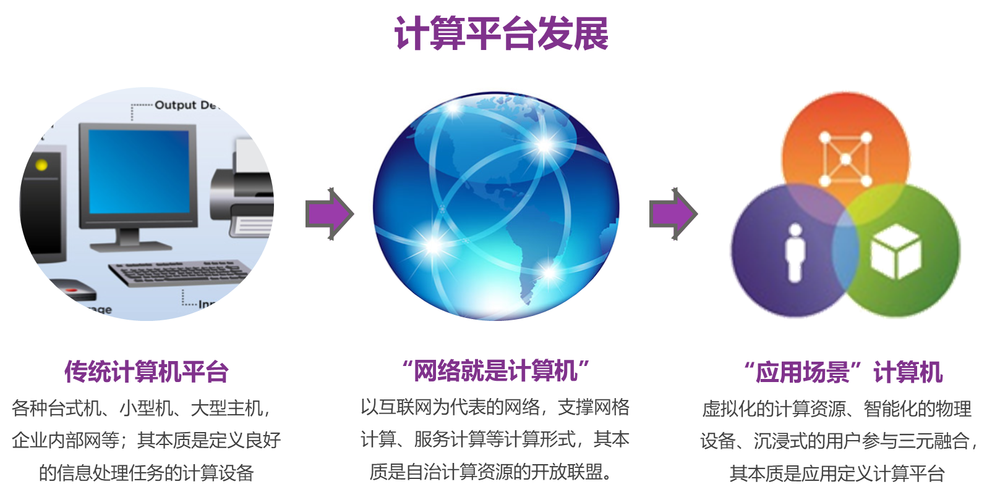 计算平台发展
Output De
age
In
传统计算机平台
各种台式机、小型机、大型主机，
企业内部网等；其本质是定义良好
的信息处理任务的计算设备
“网络就是计算机”
以互联网为代表的网络，支撑网格
计算、服务计算等计算形式，其本
质是自治计算资源的开放联盟。
“应用场景”计算机
虚拟化的计算资源、智能化的物理
设备、沉浸式的用户参与三元融合，
其本质是应用定义计算平台